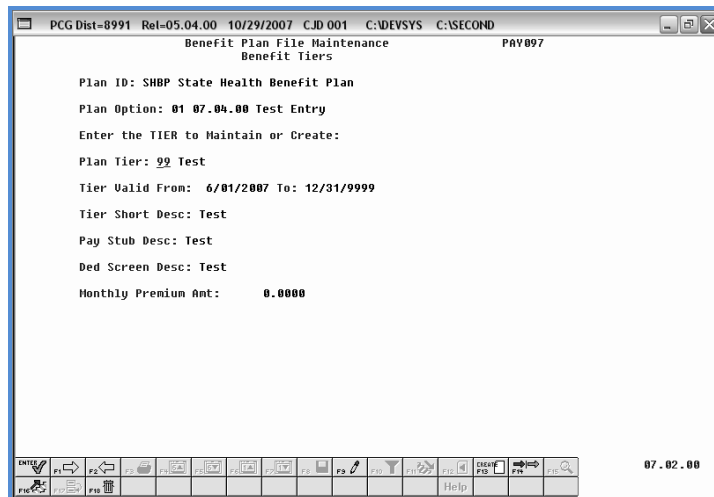 PCG Dist=8991 Rel=05.04.00 10/29/2007 CJD 001 C:\DEVSYS C:\SECOND
Benefit Plan File Maintenance PAY097
Benefit Tiers
Plan ID: SHBP State Health Benefit Plan
Plan Option: 01 07.04.00 Test Entry
Enter the TIER to Maintain or Create:
Plan Tier: 99 Test
Tier Valid From: 6/01/2007 To: 12/31/9999
Tier Short Desc: Test
Pay Stub Desc: Test
Ded Screen Desc: Test
Monthly Premium Amt: 0.0000
ENTER F1 F2 F3 F4 F5 F6 F7 F8 F9 F10 F11 F12 CREATE F13 F14 F15 07.02.00
F16 F17 F18 Help